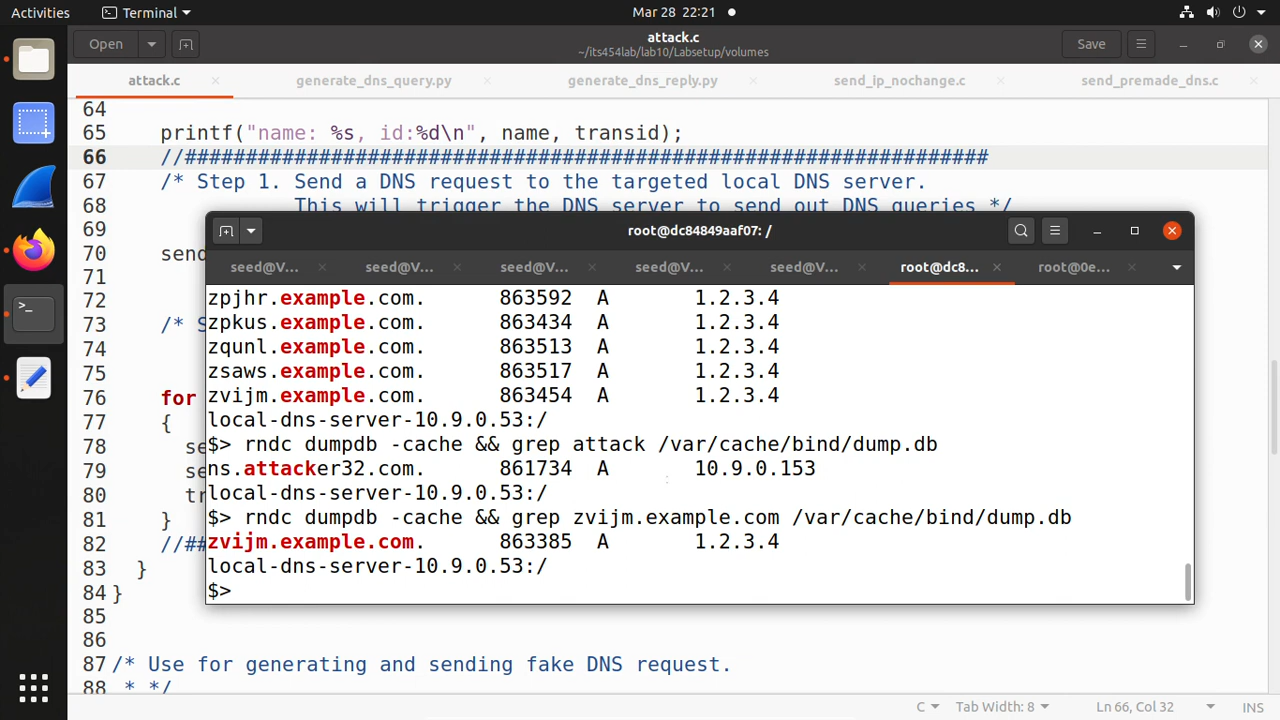 Activities Terminal Mar 28 22:21
Open attack.c Save
~/its454lab/lab10/Labsetup/volumes
attack.c generate_dns_query.py generate_dns_reply.py send_ip_nochange.c send_premade_dns.c
64
65 printf("name: %s, id:%d\n", name, transid);
66 //##################################################################
67 /* Step 1. Send a DNS request to the targeted local DNS server.
68 This will trigger the DNS server to send out DNS queries */
69
70 send
71
72
73 /* S
74
75
76 for
77 {
78 se
79 se
80 tr
81 }
82 //##
83 }
84 }
85
86
87 /* Use for generating and sending fake DNS request.
88 * */
root@dc84849aaf07: /
seed@V... seed@V... seed@V... seed@V... seed@V... root@dc8... root@0e...
zpjhr.example.com. 863592 A 1.2.3.4
zpkus.example.com. 863434 A 1.2.3.4
zqunl.example.com. 863513 A 1.2.3.4
zsaws.example.com. 863517 A 1.2.3.4
zvijm.example.com. 863454 A 1.2.3.4
local-dns-server-10.9.0.53:/
$> rndc dumpdb -cache && grep attack /var/cache/bind/dump.db
ns.attacker32.com. 861734 A 10.9.0.153
local-dns-server-10.9.0.53:/
$> rndc dumpdb -cache && grep zvijm.example.com /var/cache/bind/dump.db
zvijm.example.com. 863385 A 1.2.3.4
local-dns-server-10.9.0.53:/
$>
C Tab Width: 8 Ln 66, Col 32 INS